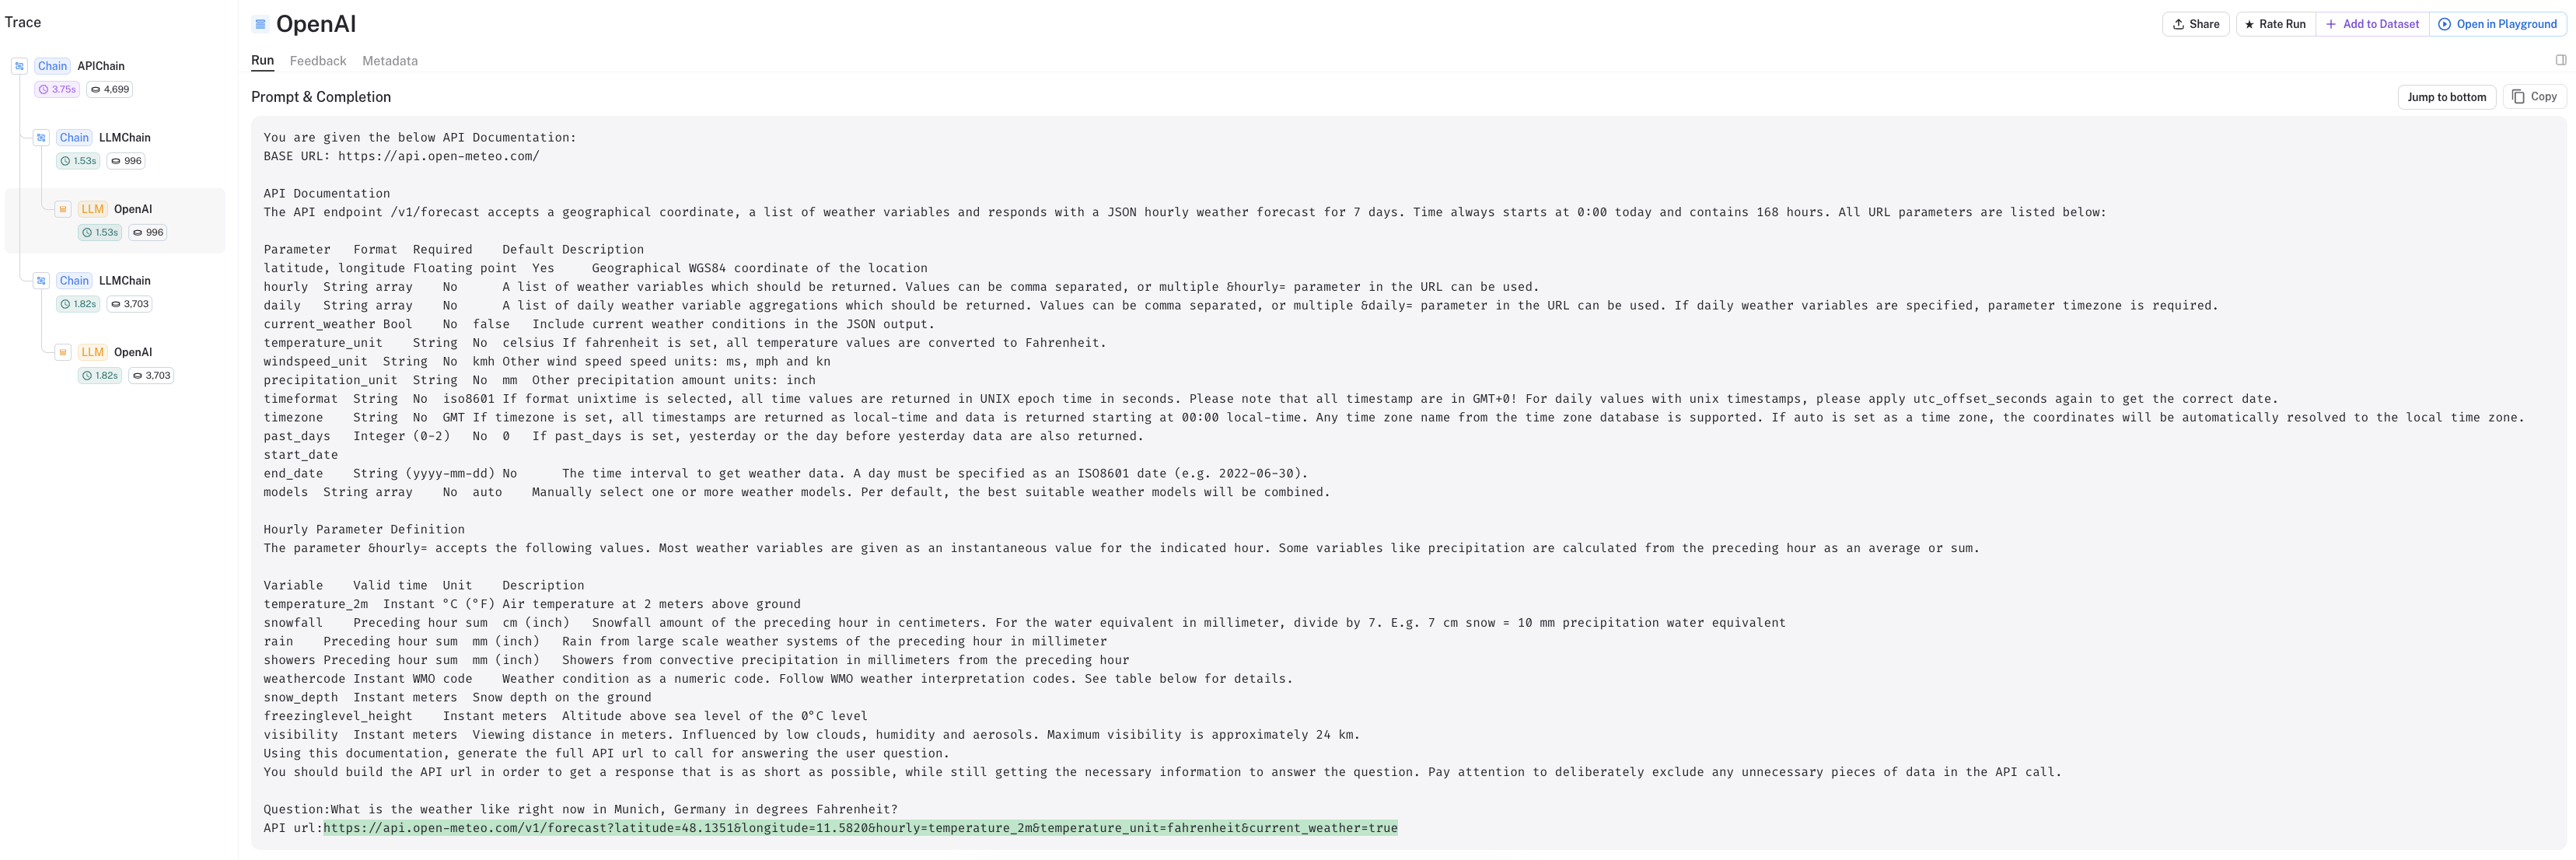 Trace
Chain APIChain
3.75s 4,699
Chain LLMChain
1.53s 996
LLM OpenAI
1.53s 996
Chain LLMChain
1.82s 3,703
LLM OpenAI
1.82s 3,703
OpenAI
Share Rate Run Add to Dataset Open in Playground
Run Feedback Metadata
Prompt & Completion
Jump to bottom Copy
You are given the below API Documentation:
BASE URL: https://api.open-meteo.com/
API Documentation
The API endpoint /v1/forecast accepts a geographical coordinate, a list of weather variables and responds with a JSON hourly weather forecast for 7 days. Time always starts at 0:00 today and contains 168 hours. All URL parameters are listed below:
Parameter Format Required Default Description
latitude, longitude Floating point Yes Geographical WGS84 coordinate of the location
hourly String array No A list of weather variables which should be returned. Values can be comma separated, or multiple &hourly= parameter in the URL can be used.
daily String array No A list of daily weather variable aggregations which should be returned. Values can be comma separated, or multiple &daily= parameter in the URL can be used. If daily weather variables are specified, parameter timezone is required.
current_weather Bool No false Include current weather conditions in the JSON output.
temperature_unit String No celsius If fahrenheit is set, all temperature values are converted to Fahrenheit.
windspeed_unit String No kmh Other wind speed speed units: ms, mph and kn
precipitation_unit String No mm Other precipitation amount units: inch
timeformat String No iso8601 If format unixtime is selected, all time values are returned in UNIX epoch time in seconds. Please note that all timestamp are in GMT+0! For daily values with unix timestamps, please apply utc_offset_seconds again to get the correct date.
timezone String No GMT If timezone is set, all timestamps are returned as local-time and data is returned starting at 00:00 local-time. Any time zone name from the time zone database is supported. If auto is set as a time zone, the coordinates will be automatically resolved to the local time zone.
past_days Integer (0-2) No 0 If past_days is set, yesterday or the day before yesterday data are also returned.
start_date
end_date String (yyyy-mm-dd) No The time interval to get weather data. A day must be specified as an ISO8601 date (e.g. 2022-06-30).
models String array No auto Manually select one or more weather models. Per default, the best suitable weather models will be combined.
Hourly Parameter Definition
The parameter &hourly= accepts the following values. Most weather variables are given as an instantaneous value for the indicated hour. Some variables like precipitation are calculated from the preceding hour as an average or sum.
Variable Valid time Unit Description
temperature_2m Instant °C (°F) Air temperature at 2 meters above ground
snowfall Preceding hour sum cm (inch) Snowfall amount of the preceding hour in centimeters. For the water equivalent in millimeter, divide by 7. E.g. 7 cm snow = 10 mm precipitation water equivalent
rain Preceding hour sum mm (inch) Rain from large scale weather systems of the preceding hour in millimeter
showers Preceding hour sum mm (inch) Showers from convective precipitation in millimeters from the preceding hour
weathercode Instant WMO code Weather condition as a numeric code. Follow WMO weather interpretation codes. See table below for details.
snow_depth Instant meters Snow depth on the ground
freezinglevel_height Instant meters Altitude above sea level of the 0°C level
visibility Instant meters Viewing distance in meters. Influenced by low clouds, humidity and aerosols. Maximum visibility is approximately 24 km.
Using this documentation, generate the full API url to call for answering the user question.
You should build the API url in order to get a response that is as short as possible, while still getting the necessary information to answer the question. Pay attention to deliberately exclude any unnecessary pieces of data in the API call.
Question:What is the weather like right now in Munich, Germany in degrees Fahrenheit?
API url:https://api.open-meteo.com/v1/forecast?latitude=48.1351&longitude=11.5820&hourly=temperature_2m&temperature_unit=fahrenheit&current_weather=true